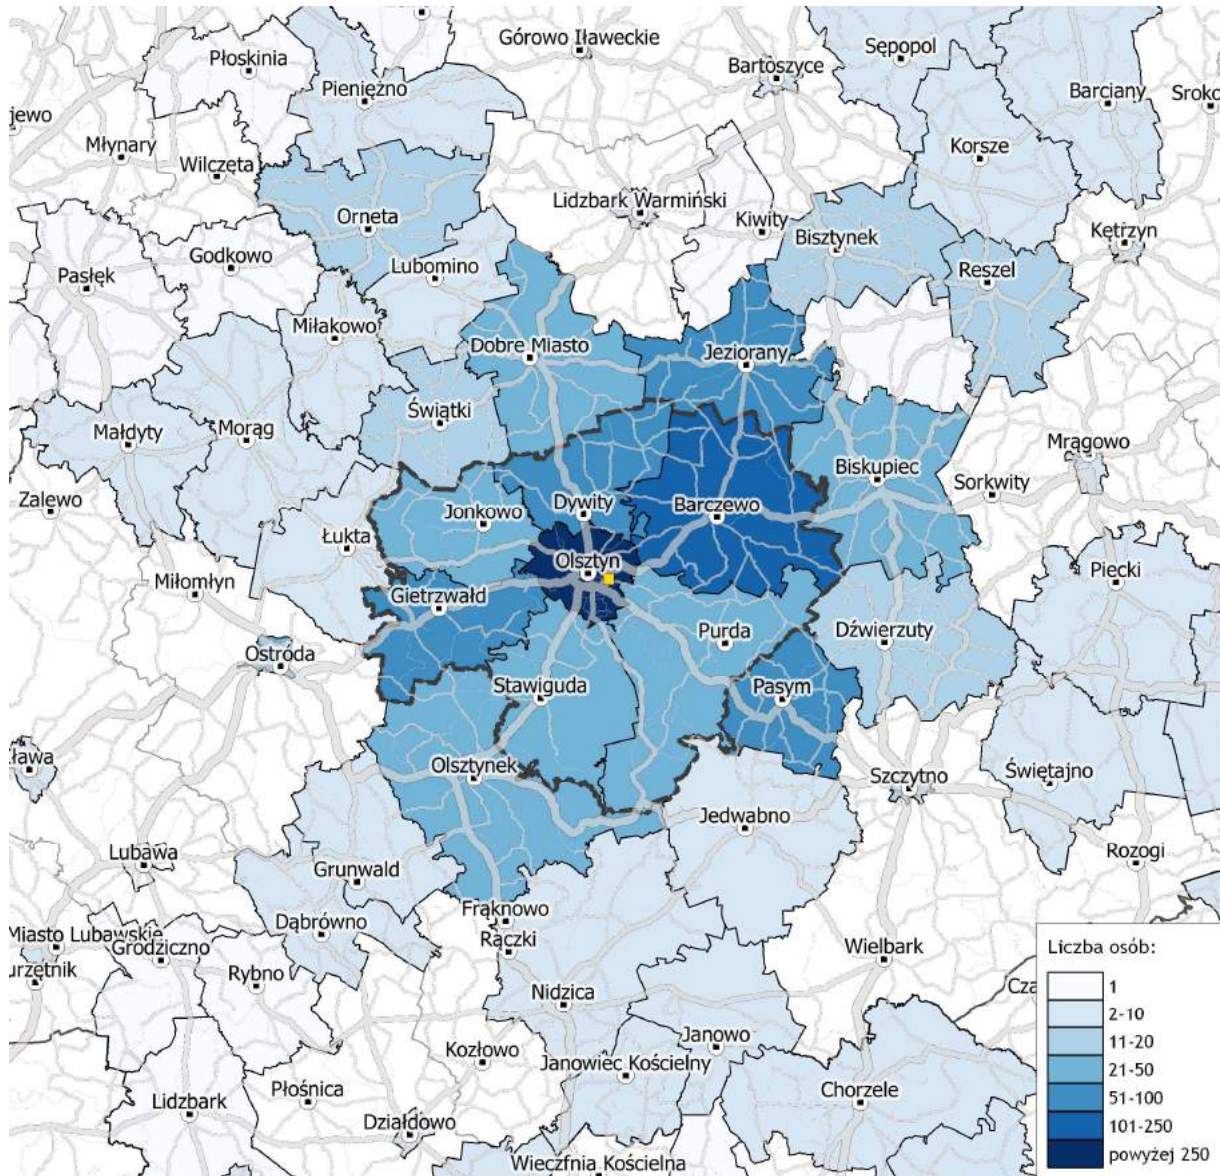 Górowo Iławeckie
Sępopol
Płoskinia
Bartoszyce
Pieniężno
Barciany
Sroko
jewo
Młynary
Korsze
Wilczęta
Lidzbark Warmiński
Orneta
Kiwity
Bisztynek
Kętrzyn
Godkowo
Lubomino
Reszel
Pasłęk
Miłakowo
Dobre Miasto
Jeziorany
Świątki
Małdyty
Morąg
Mrągowo
Biskupiec
Sorkwity
Zalewo
Jonkowo
Dywity
Barczewo
Łukta
Olsztyn
Miłomłyn
Piecki
Gietrzwałd
Purda
Dźwierzuty
Ostróda
Stawiguda
Pasym
ława
Olsztynek
Szczytno
Świętajno
Jedwabno
Lubawa
Rozogi
Grunwald
Frąknowo
Dąbrówno
Miasto Lubawskie
Grodziczno
Rączki
Wielbark
urzętnik
Rybno
Nidzica
Cza
Janowo
Kozłowo
Janowiec Kościelny
Płośnica
Chorzele
Lidzbark
Działdowo
Wieczfnia Kościelna
Liczba osób:
1
2-10
11-20
21-50
51-100
101-250
powyżej 250